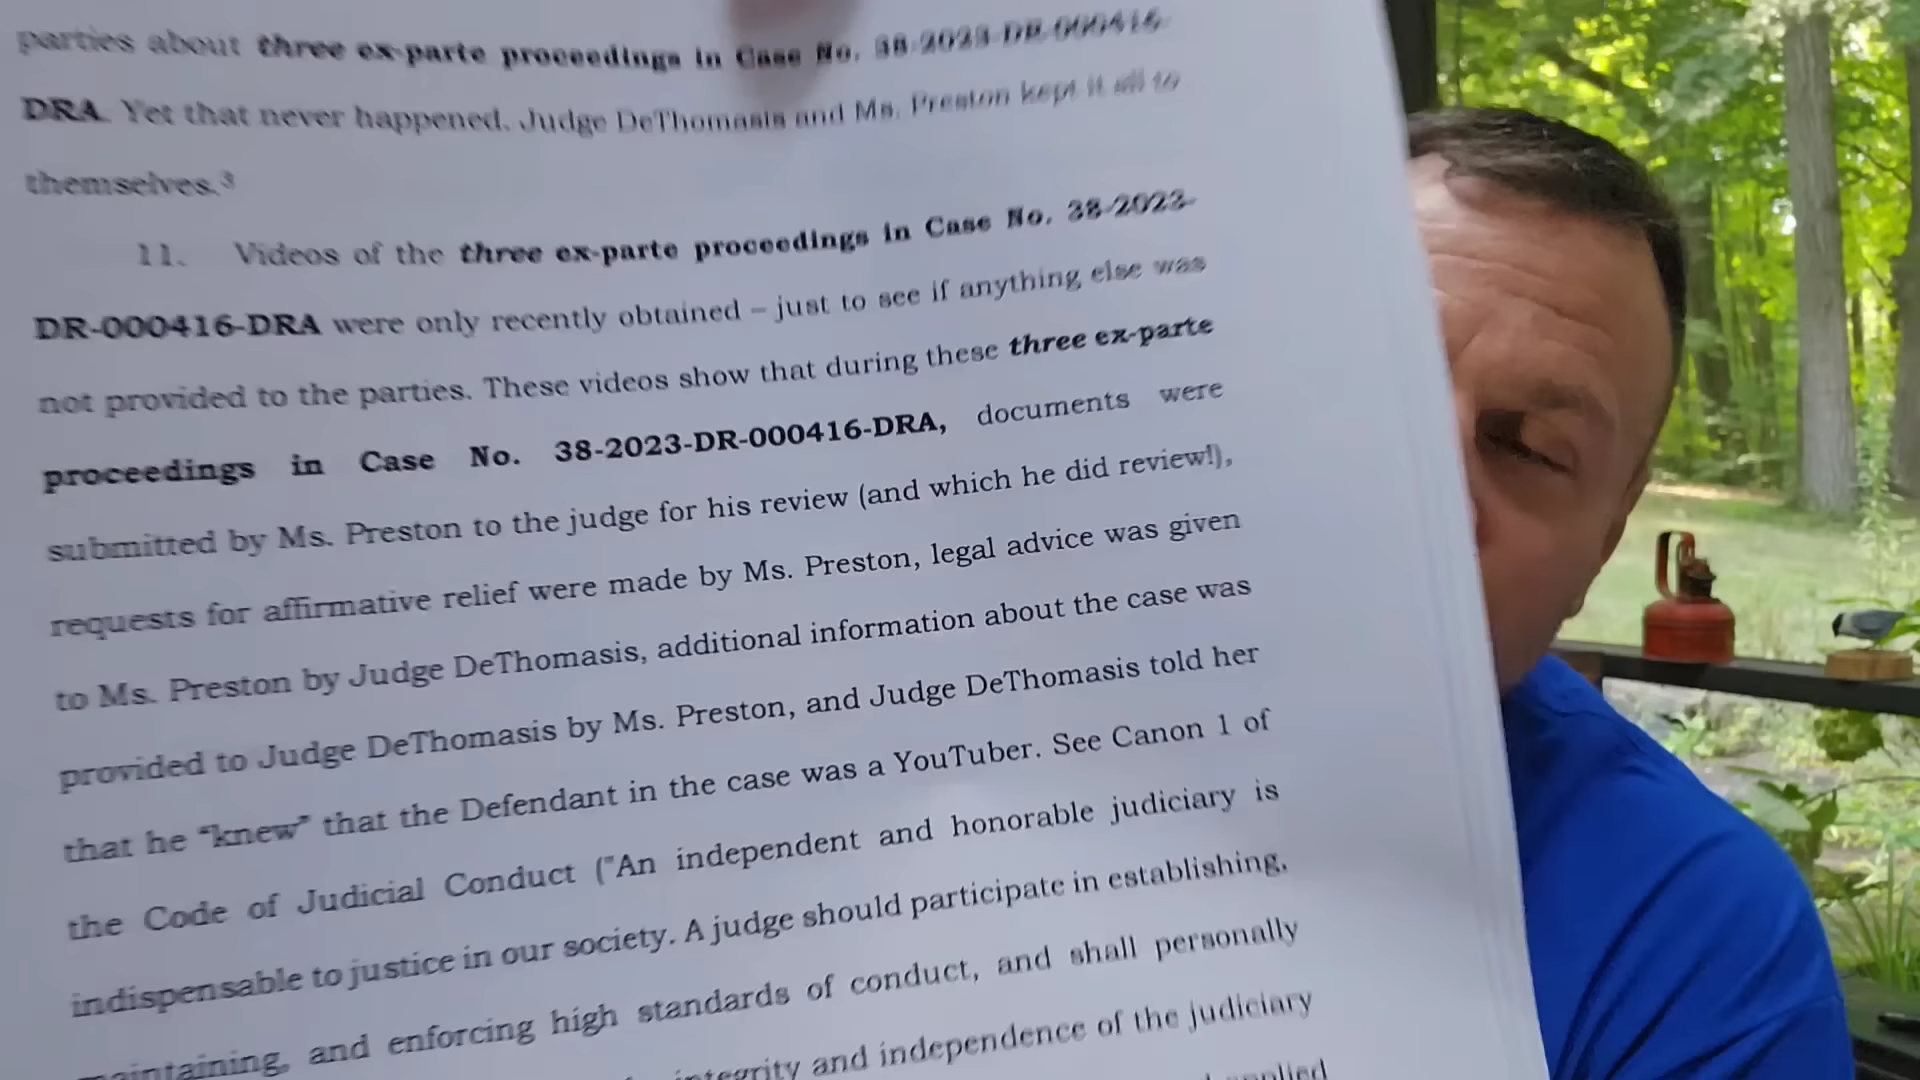 parties about three ex-parte proceedings in Case No. 38-2023-DR-000416-
DRA. Yet that never happened. Judge DeThomasis and Ms. Preston kept it all to
themselves.3
11. Videos of the three ex-parte proceedings in Case No. 38-2023-
DR-000416-DRA were only recently obtained – just to see if anything else was
not provided to the parties. These videos show that during these three ex-parte
proceedings in Case No. 38-2023-DR-000416-DRA, documents were
submitted by Ms. Preston to the judge for his review (and which he did review!),
requests for affirmative relief were made by Ms. Preston, legal advice was given
to Ms. Preston by Judge DeThomasis, additional information about the case was
provided to Judge DeThomasis by Ms. Preston, and Judge DeThomasis told her
that he “knew” that the Defendant in the case was a YouTuber. See Canon 1 of
the Code of Judicial Conduct ("An independent and honorable judiciary is
indispensable to justice in our society. A judge should participate in establishing,
maintaining, and enforcing high standards of conduct, and shall personally
integrity and independence of the judiciary
applied